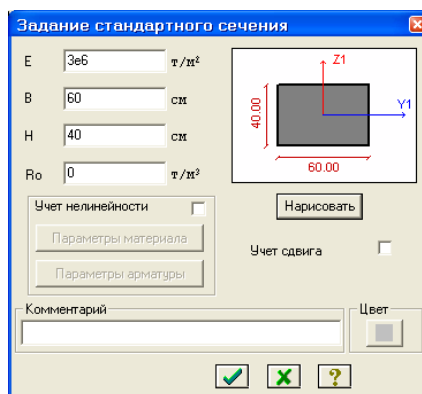 Задание стандартного сечения
E 3e6 т/м²
B 60 см
H 40 см
Ro 0 т/м³
Z1
Y1
40.00
60.00
Учет нелинейности
Параметры материала
Параметры арматуры
Нарисовать
Учет сдвига
Комментарий
Цвет
?